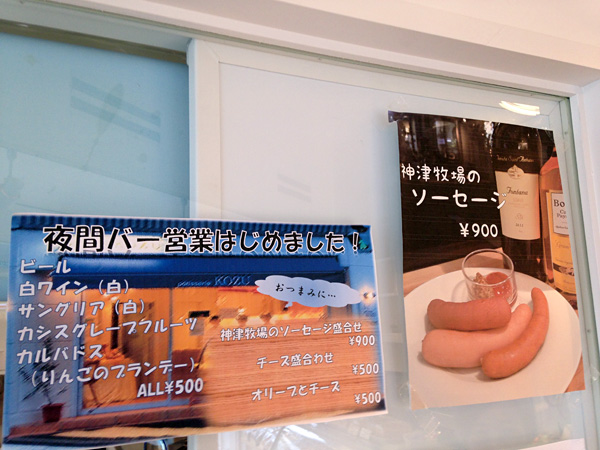 夜間バー営業はじめました！
KOZU
ビール
白ワイン（白）
サングリア（白）
カシスグレープフルーツ
カルバドス
（りんごのブランデー）
ALL¥500
おつまみに…
神津牧場のソーセージ盛合せ
¥900
チーズ盛合わせ
¥500
オリーブとチーズ
¥500
神津牧場の
ソーセージ
¥900